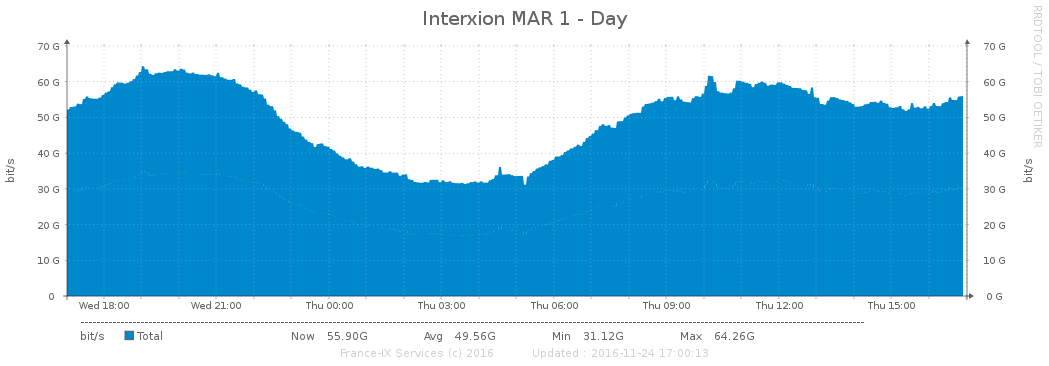 Interxion MAR 1 - Day
RRDTOOL / TOBI OETIKER
70 G 70 G
60 G 60 G
50 G 50 G
40 G 40 G
30 G 30 G
20 G 20 G
10 G 10 G
0 0 G
bit/s bit/s
Wed 18:00 Wed 21:00 Thu 00:00 Thu 03:00 Thu 06:00 Thu 09:00 Thu 12:00 Thu 15:00
bit/s Total Now 55.90G Avg 49.56G Min 31.12G Max 64.26G
France-IX Services (c) 2016 Updated : 2016-11-24 17:00:13